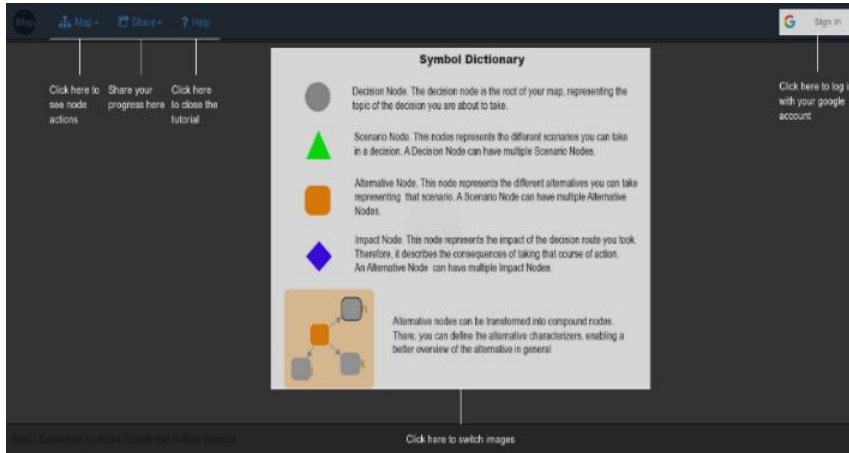 iMap
Map
Share
? Help
G Sign in
Click here to
see node
actions
Share your
progress here
Click here
to close the
tutorial
Click here to log i
with your google
account
Symbol Dictionary
Decision Node. The decision node is the root of your map, representing the
topic of the decision you are about to take.
Scenario Node. This nodes represents the different scenarios you can take
in a decision. A Decision Node can have multiple Scenario Nodes.
Alternative Node. This node represents the different alternatives you can take
representing that scenario. A Scenario Node can have multiple Alternative
Nodes.
Impact Node. This node represents the impact of the decision route you took.
Therefore, it describes the consequences of taking that course of action.
An Alternative Node can have multiple Impact Nodes.
Alternative nodes can be transformed into compound nodes.
There, you can define the alternative characterizers, enabling a
better overview of the alternative in general
Click here to switch images